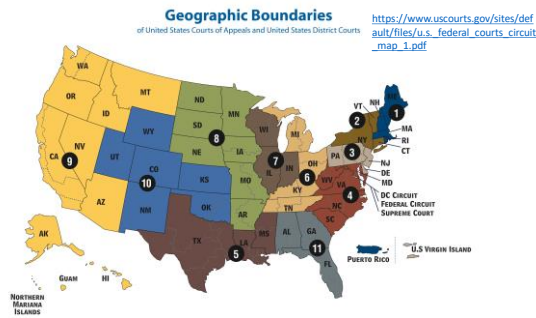 Geographic Boundaries
of United States Courts of Appeals and United States District Courts
https://www.uscourts.gov/sites/def
ault/files/u.s._federal_courts_circuit
_map_1.pdf
WA
OR
MT
ID
NV
CA
9
AZ
WY
UT
CO
10
KS
NM
OK
ND
MN
SD
8
NE
IA
MO
AR
WI
7
IL
IN
MI
OH
6
KY
TN
TX
LA
MS
5
AL
GA
11
FL
VT
NH
1
2
NY
MA
RI
CT
PA
3
NJ
DE
MD
WV
VA
4
NC
SC
DC CIRCUIT
FEDERAL CIRCUIT
SUPREME COURT
AK
GUAM
HI
NORTHERN
MARIANA
ISLANDS
PUERTO RICO
U.S VIRGIN ISLAND